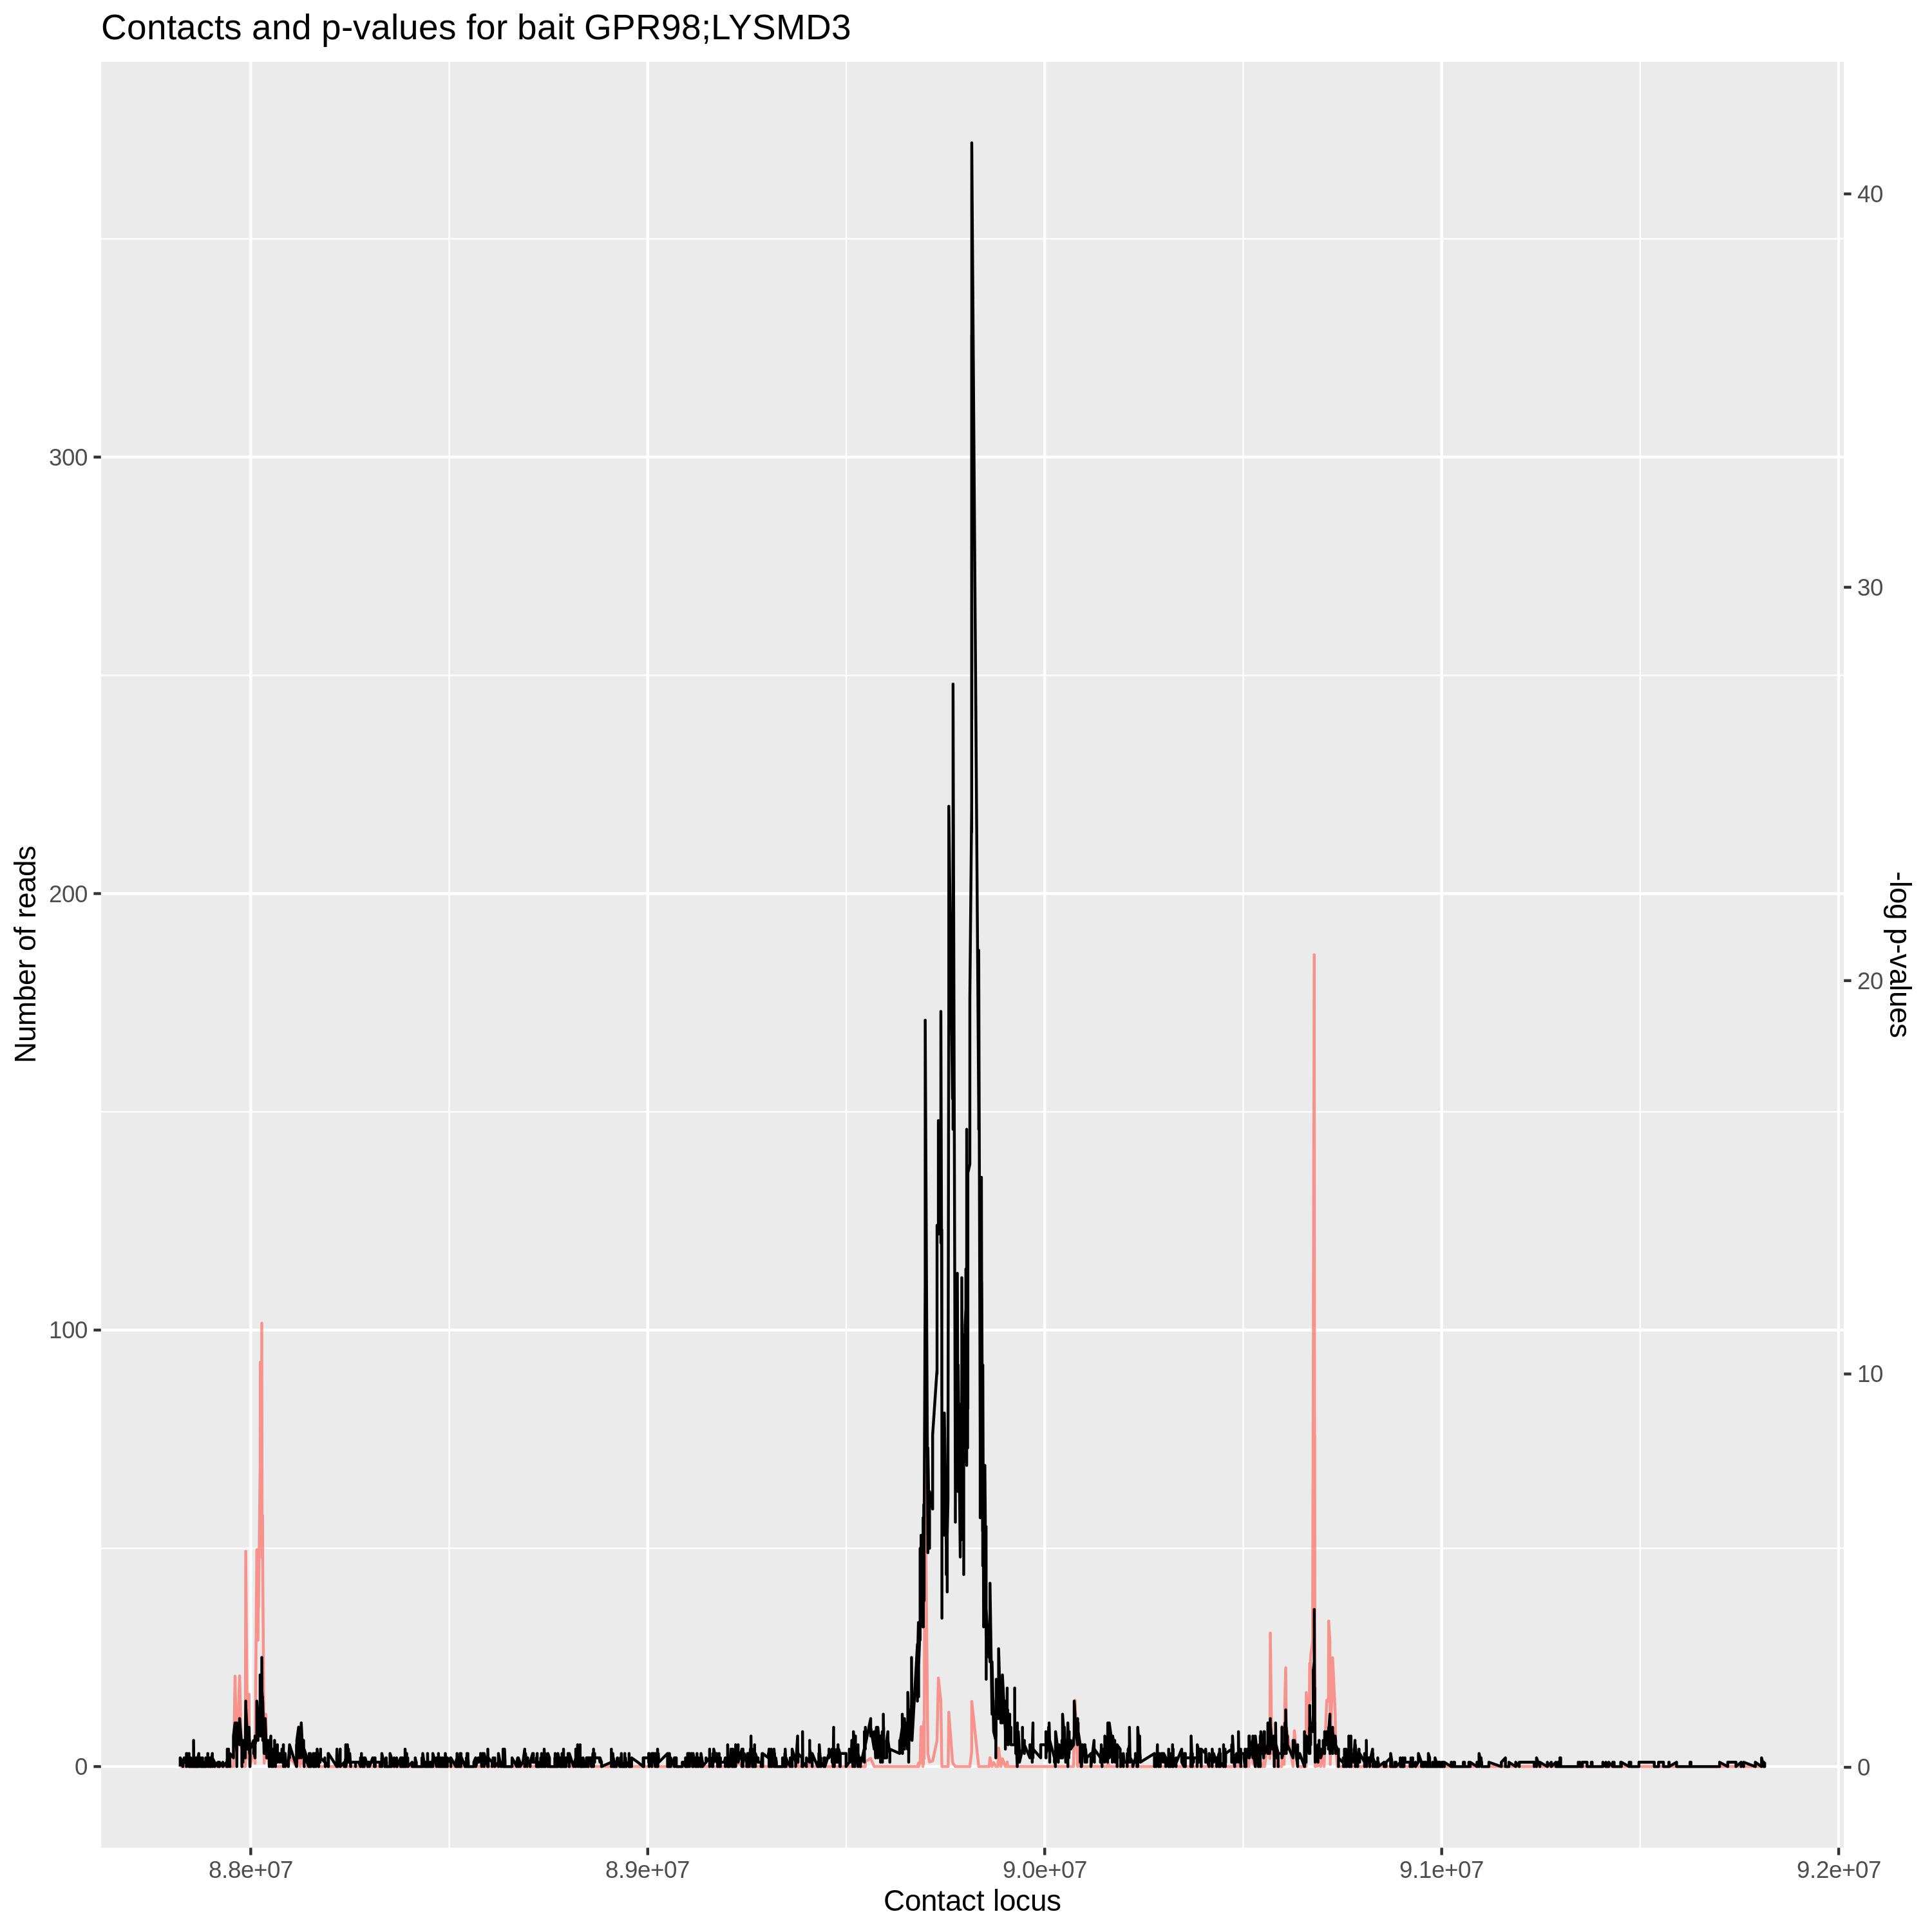 Contacts and p-values for bait GPR98;LYSMD3
Number of reads
300
200
100
0
40
30
20
10
0
-log p-values
8.8e+07
8.9e+07
9.0e+07
9.1e+07
9.2e+07
Contact locus